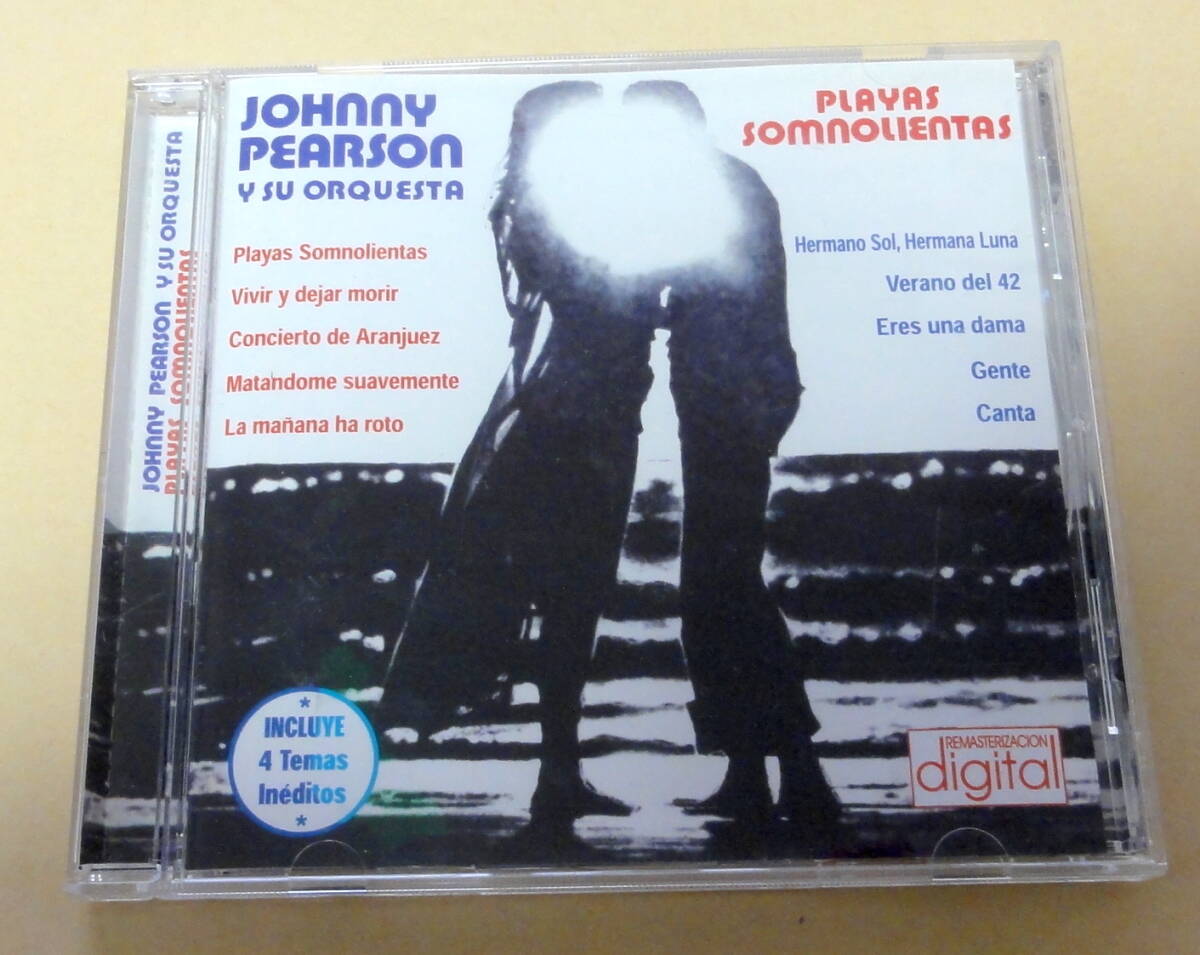 JOHNNY
PEARSON
Y SU ORQUESTA
PLAYAS
SOMNOLIENTAS
Playas Somnolientas
Vivir y dejar morir
Concierto de Aranjuez
Matandome suavemente
La mañana ha roto
Hermano Sol, Hermana Luna
Verano del 42
Eres una dama
Gente
Canta
*
INCLUYE
4 Temas
Inéditos
*
REMASTERIZACION
digital
JOHNNY PEARSON Y SU ORQUESTA
PLAYAS SOMNOLIENTAS